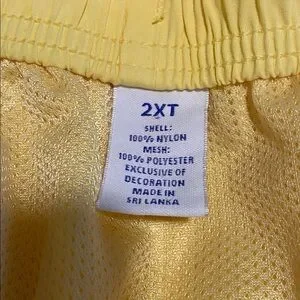 2XT
SHELL:
100% NYLON
MESH:
100% POLYESTER
EXCLUSIVE OF
DECORATION
MADE IN
SRI LANKA